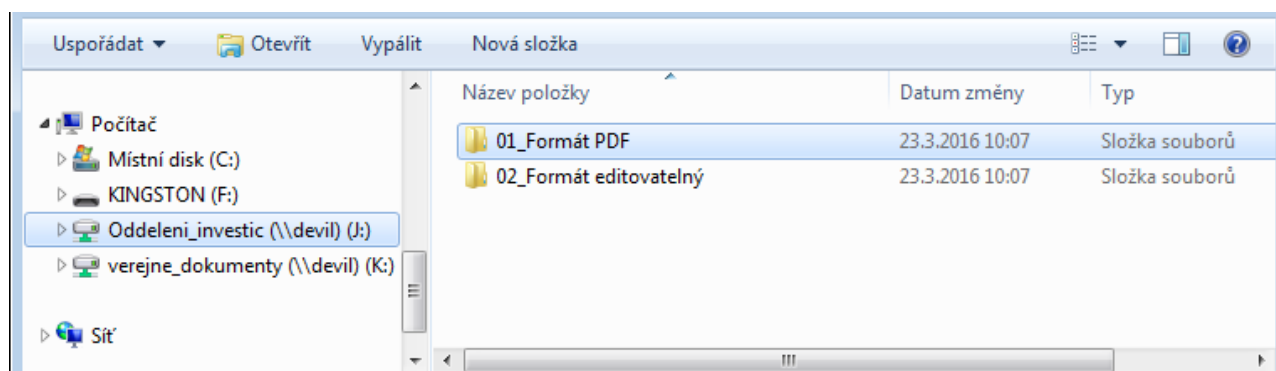 Uspořádat Otevřít Vypálit Nová složka
Počítač
Místní disk (C:)
KINGSTON (F:)
Oddeleni_investic (\\devil) (J:)
verejne_dokumenty (\\devil) (K:)
Síť
Název položky Datum změny Typ
01_Formát PDF 23.3.2016 10:07 Složka souborů
02_Formát editovatelný 23.3.2016 10:07 Složka souborů